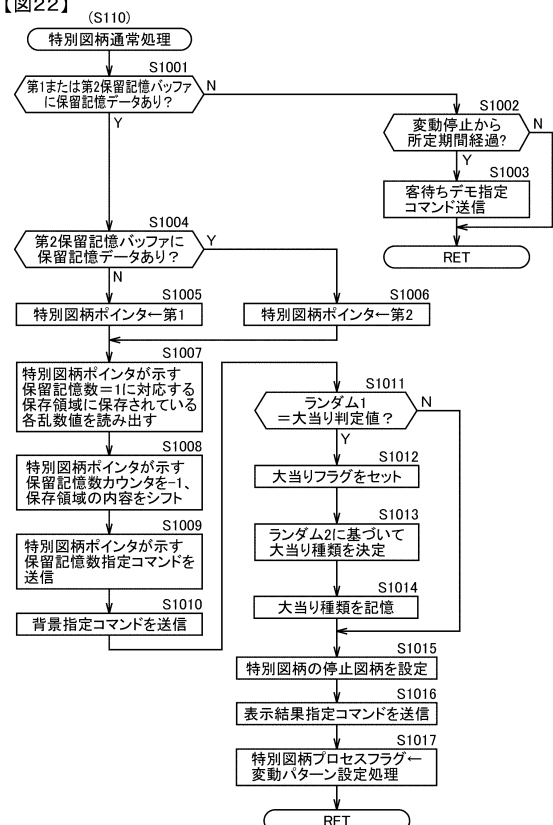 【図22】
(S110)
特別図柄通常処理
S1001
第1または第2保留記憶バッファ
に保留記憶データあり？
N
Y
S1002
変動停止から
所定期間経過?
N
Y
S1003
客待ちデモ指定
コマンド送信
RET
S1004
第2保留記憶バッファに
保留記憶データあり？
Y
N
S1005
特別図柄ポインタ←第1
S1006
特別図柄ポインタ←第2
S1007
特別図柄ポインタが示す
保留記憶数＝1に対応する
保存領域に保存されている
各乱数値を読み出す
S1008
特別図柄ポインタが示す
保留記憶数カウンタを-1、
保存領域の内容をシフト
S1009
特別図柄ポインタが示す
保留記憶数指定コマンドを
送信
S1010
背景指定コマンドを送信
S1011
ランダム1
＝大当り判定値？
N
Y
S1012
大当りフラグをセット
S1013
ランダム2に基づいて
大当り種類を決定
S1014
大当り種類を記憶
S1015
特別図柄の停止図柄を設定
S1016
表示結果指定コマンドを送信
S1017
特別図柄プロセスフラグ←
変動パターン設定処理
RET